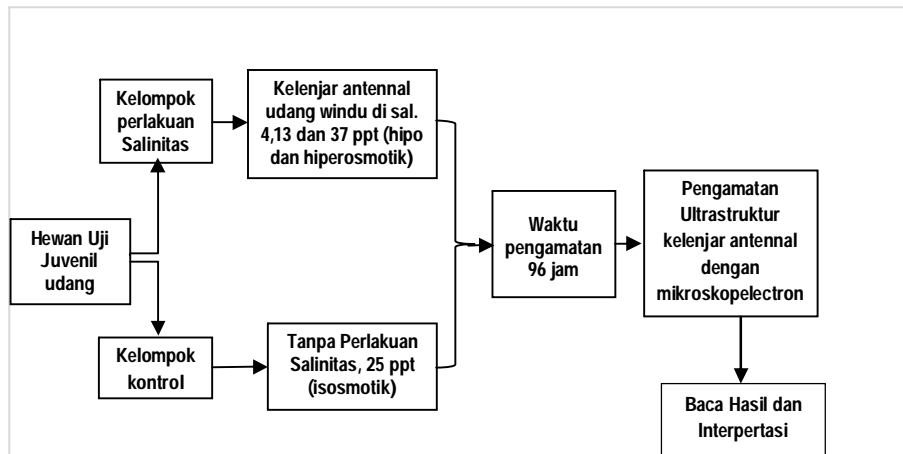 Hewan Uji
Juvenil
udang
Kelompok
perlakuan
Salinitas
Kelenjar antennal
udang windu di sal.
4,13 dan 37 ppt (hipo
dan hiperosmotik)
Kelompok
kontrol
Tanpa Perlakuan
Salinitas, 25 ppt
(isosmotik)
Waktu
pengamatan
96 jam
Pengamatan
Ultrastruktur
kelenjar antennal
dengan
mikroskopelectron
Baca Hasil dan
Interpertasi